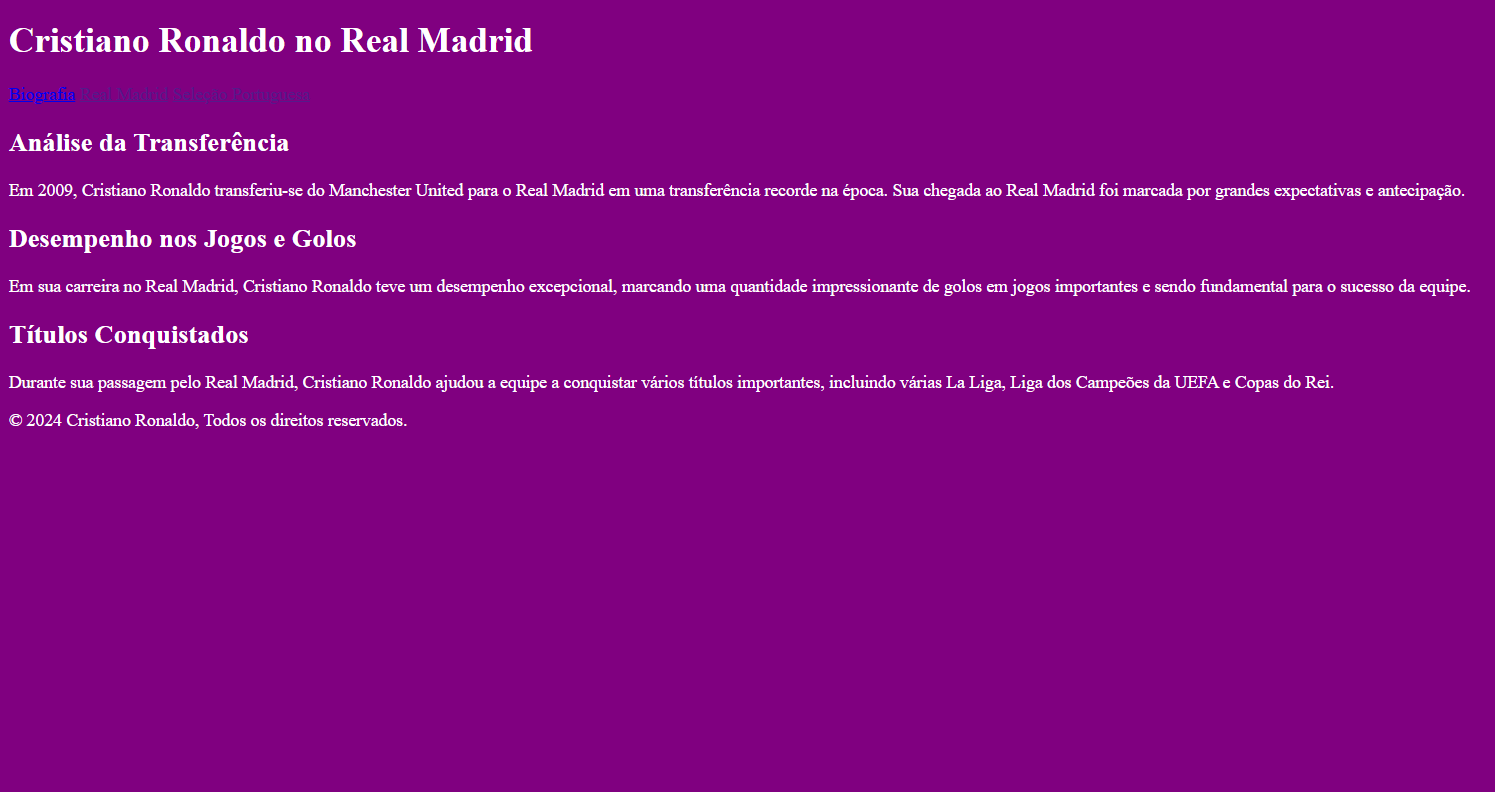 Cristiano Ronaldo no Real Madrid
Biografia Real Madrid Seleção Portuguesa
Análise da Transferência
Em 2009, Cristiano Ronaldo transferiu-se do Manchester United para o Real Madrid em uma transferência recorde na época. Sua chegada ao Real Madrid foi marcada por grandes expectativas e antecipação.
Desempenho nos Jogos e Golos
Em sua carreira no Real Madrid, Cristiano Ronaldo teve um desempenho excepcional, marcando uma quantidade impressionante de golos em jogos importantes e sendo fundamental para o sucesso da equipe.
Títulos Conquistados
Durante sua passagem pelo Real Madrid, Cristiano Ronaldo ajudou a equipe a conquistar vários títulos importantes, incluindo várias La Liga, Liga dos Campeões da UEFA e Copas do Rei.
© 2024 Cristiano Ronaldo, Todos os direitos reservados.